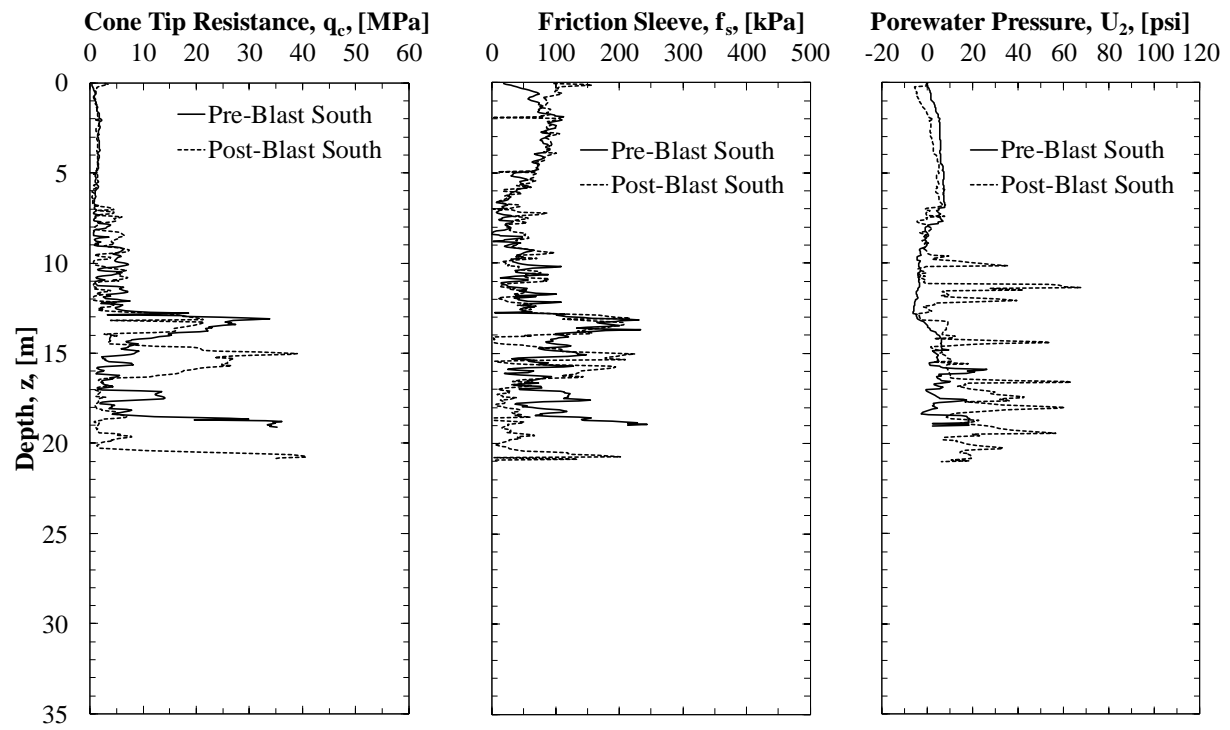 Cone Tip Resistance, qc, [MPa]
0 10 20 30 40 50 60
Friction Sleeve, fs, [kPa]
0 100 200 300 400 500
Porewater Pressure, U2, [psi]
-20 0 20 40 60 80 100 120
Depth, z, [m]
0
5
10
15
20
25
30
35
Pre-Blast South
Post-Blast South
Pre-Blast South
Post-Blast South
Pre-Blast South
Post-Blast South